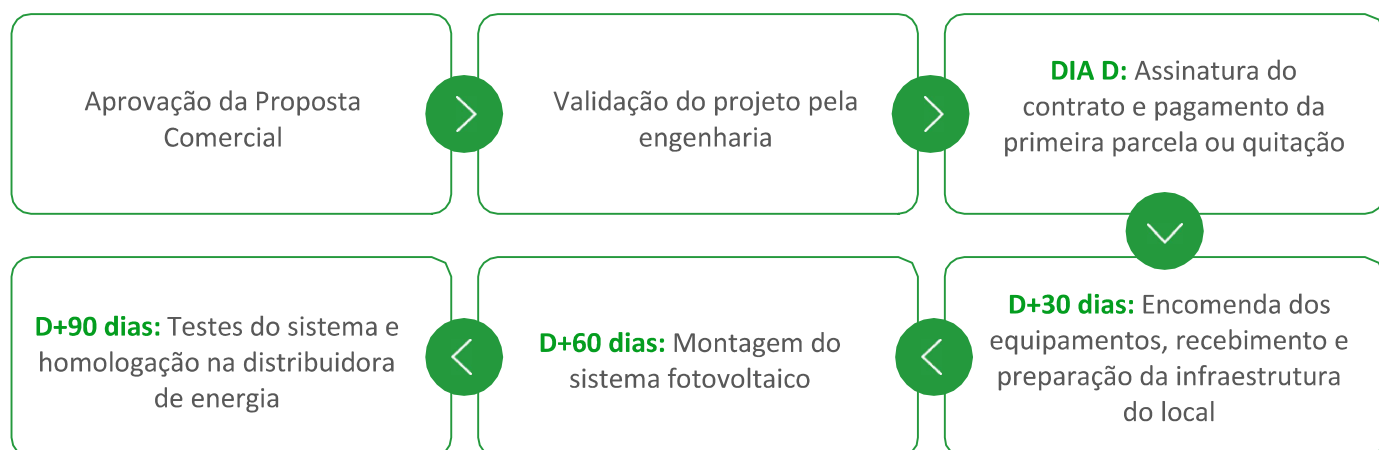 Aprovação da Proposta
Comercial
Validação do projeto pela
engenharia
DIA D: Assinatura do
contrato e pagamento da
primeira parcela ou quitação
D+30 dias: Encomenda dos
equipamentos, recebimento e
preparação da infraestrutura
do local
D+60 dias: Montagem do
sistema fotovoltaico
D+90 dias: Testes do sistema e
homologação na distribuidora
de energia